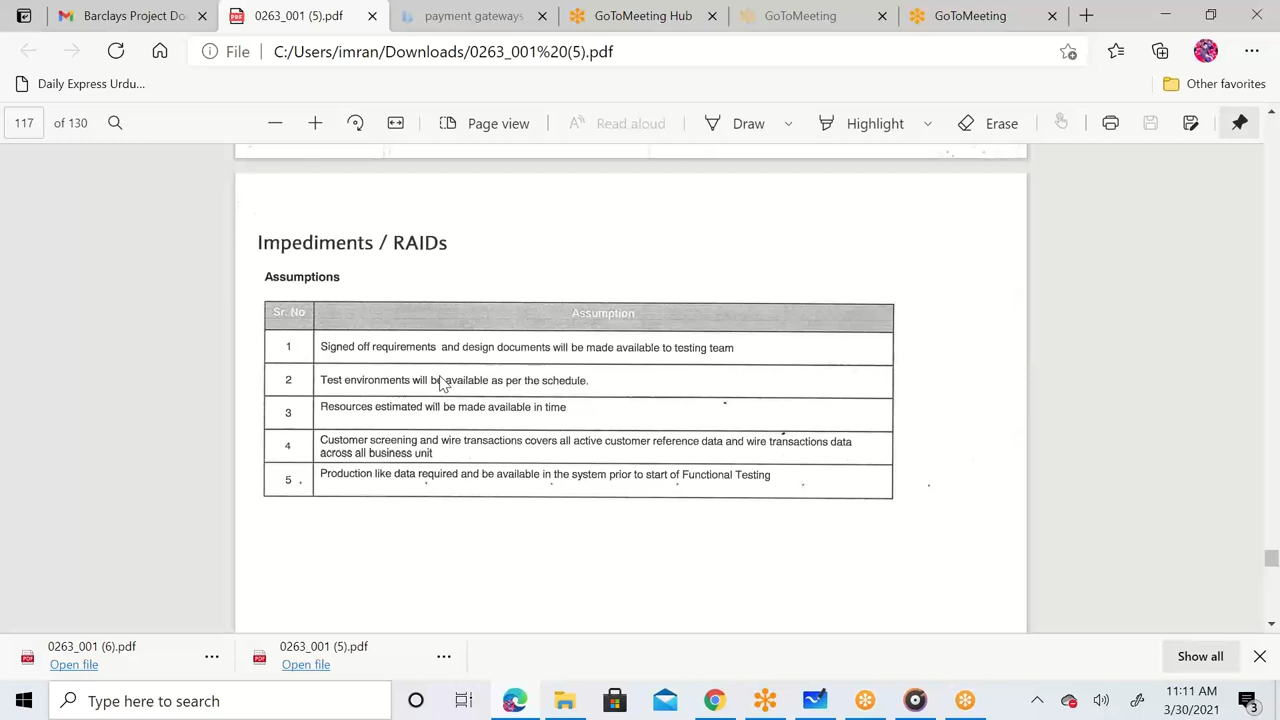 Margallast Project Do
0263_001 (5).pdf
payment gateways
GoToMeeting Hub
GoToMeeting
GoToMeeting
File
C:/Users/imran/Downloads/0263_001%20(5).pdf
Daily Express Urdu...
Other favorites
117
of 130
Page view
Read aloud
Draw
Highlight
Erase
Impediments / RAIDs
Assumptions
Sr. No
Assumption
1
Signed off requirements and design documents will be made available to testing team
2
Test environments will be available as per the schedule.
3
Resources estimated will be made available in time
4
Customer screening and wire transactions covers all active customer reference data and wire transactions data
across all business unit
5
Production like data required and be available in the system prior to start of Functional Testing
0263_001 (6).pdf
Open file
0263_001 (5).pdf
Open file
Show all
Type here to search
11:11 AM
3/30/2021
3